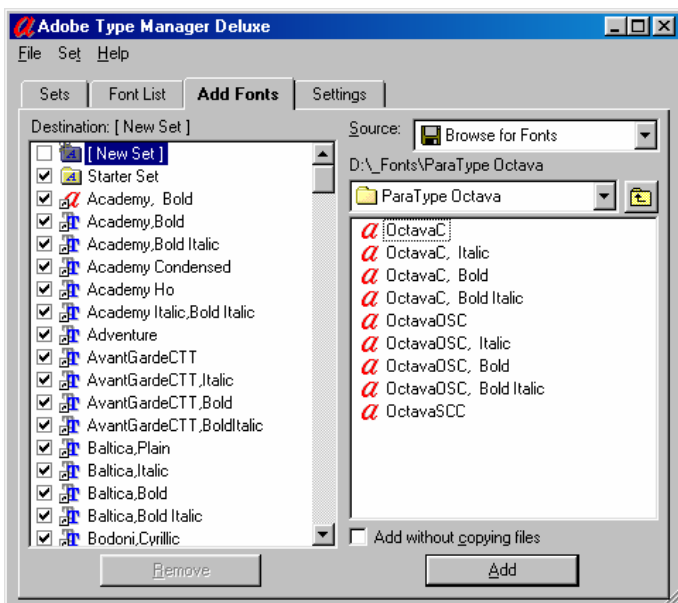 Adobe Type Manager Deluxe
File Set Help
Sets Font List Add Fonts Settings
Destination: [ New Set ]
[ New Set ]
Starter Set
Academy, Bold
Academy,Bold
Academy,Bold Italic
Academy Condensed
Academy Ho
Academy Italic,Bold Italic
Adventure
AvantGardeCTT
AvantGardeCTT,Italic
AvantGardeCTT,Bold
AvantGardeCTT,BoldItalic
Baltica,Plain
Baltica,Italic
Baltica,Bold
Baltica,Bold Italic
Bodoni,Cyrillic
Remove
Source: Browse for Fonts
D:\_Fonts\ParaType Octava
ParaType Octava
OctavaC
OctavaC, Italic
OctavaC, Bold
OctavaC, Bold Italic
OctavaOSC
OctavaOSC, Italic
OctavaOSC, Bold
OctavaOSC, Bold Italic
OctavaSCC
Add without copying files
Add